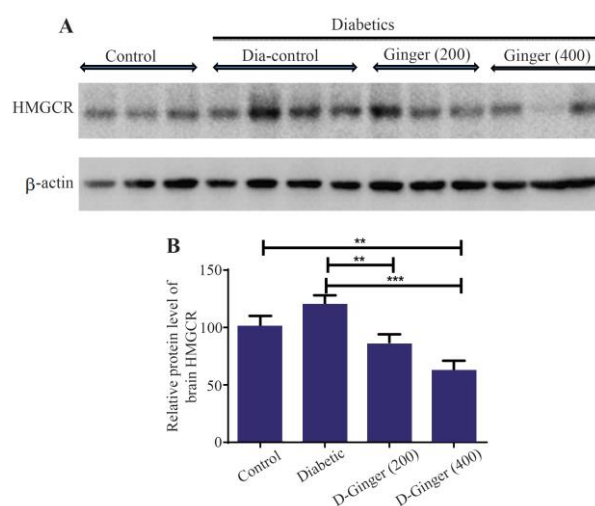 A
Diabetics
Control Dia-control Ginger (200) Ginger (400)
HMGCR
β-actin
B
**
**
***
150
100
50
0
Relative protein level of
brain HMGCR
Control
Diabetic
D-Ginger (200)
D-Ginger (400)